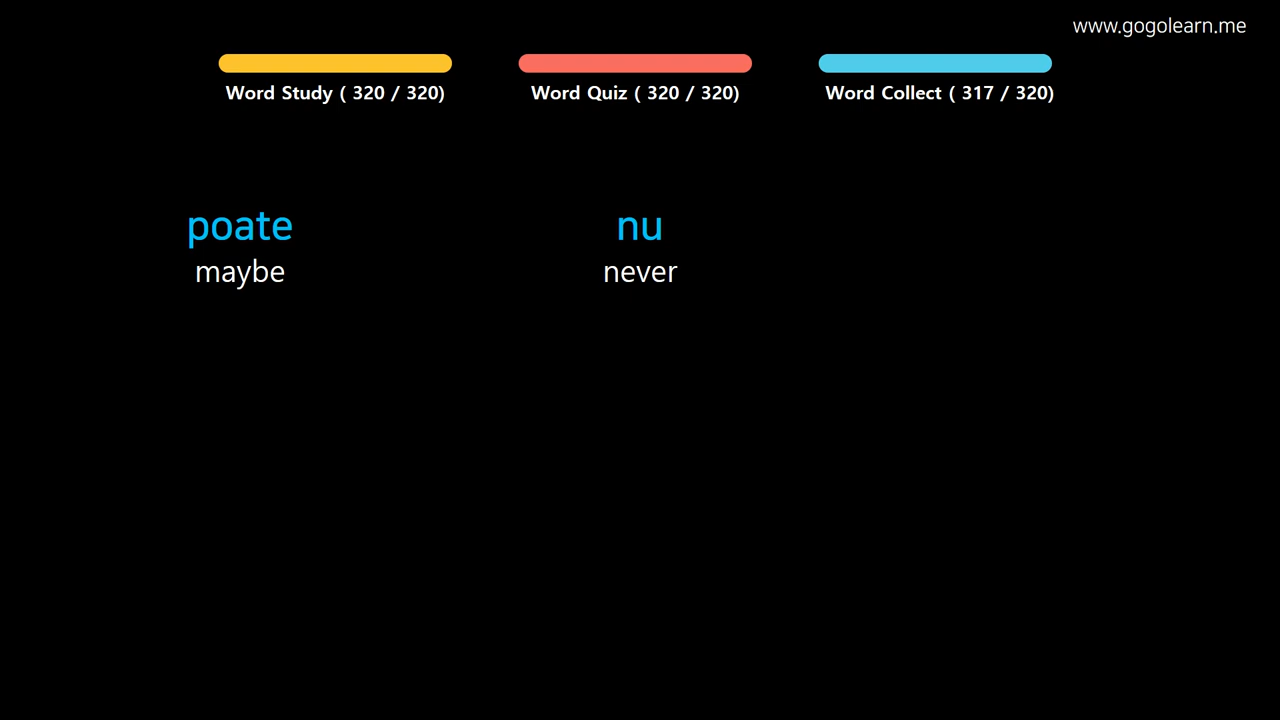 www.gogolearn.me
Word Study ( 320 / 320)
Word Quiz ( 320 / 320)
Word Collect ( 317 / 320)
poate
maybe
nu
never